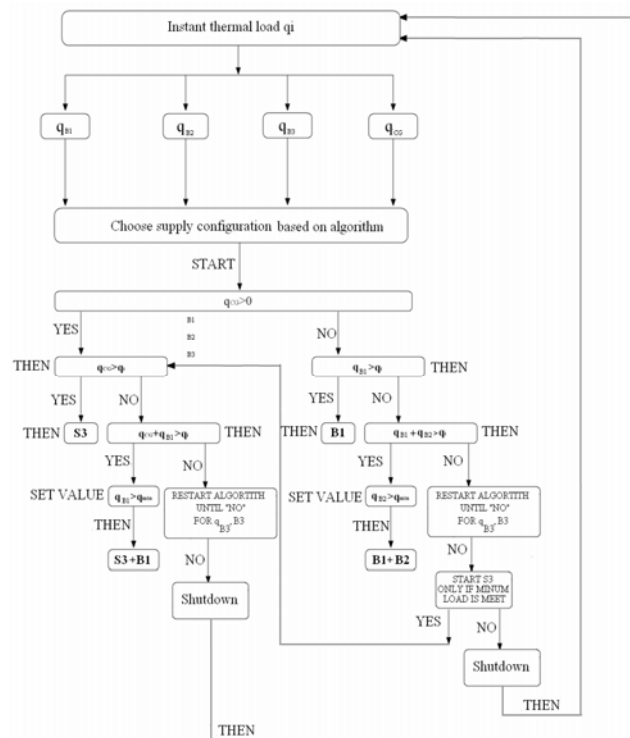 Instant thermal load qi
qB1
qB2
qB3
qCG
Choose supply configuration based on algorithm
START
qCG>0
YES
B1
B2
B3
NO
THEN
qCG>qi
qB1>qi
THEN
YES
NO
YES
NO
THEN
S3
qCG+qB1>qi
THEN
THEN
B1
qB1+qB2>qi
THEN
YES
NO
YES
NO
SET VALUE
qB1>qmin
RESTART ALGORTITH
UNTIL "NO"
FOR qB3, B3
SET VALUE
qB2>qmin
RESTART ALGORTITH
UNTIL "NO"
FOR qB3, B3
THEN
THEN
S3+B1
NO
B1+B2
NO
Shutdown
START S3
ONLY IF MINUM
LOAD IS MEET
YES
NO
Shutdown
THEN
THEN